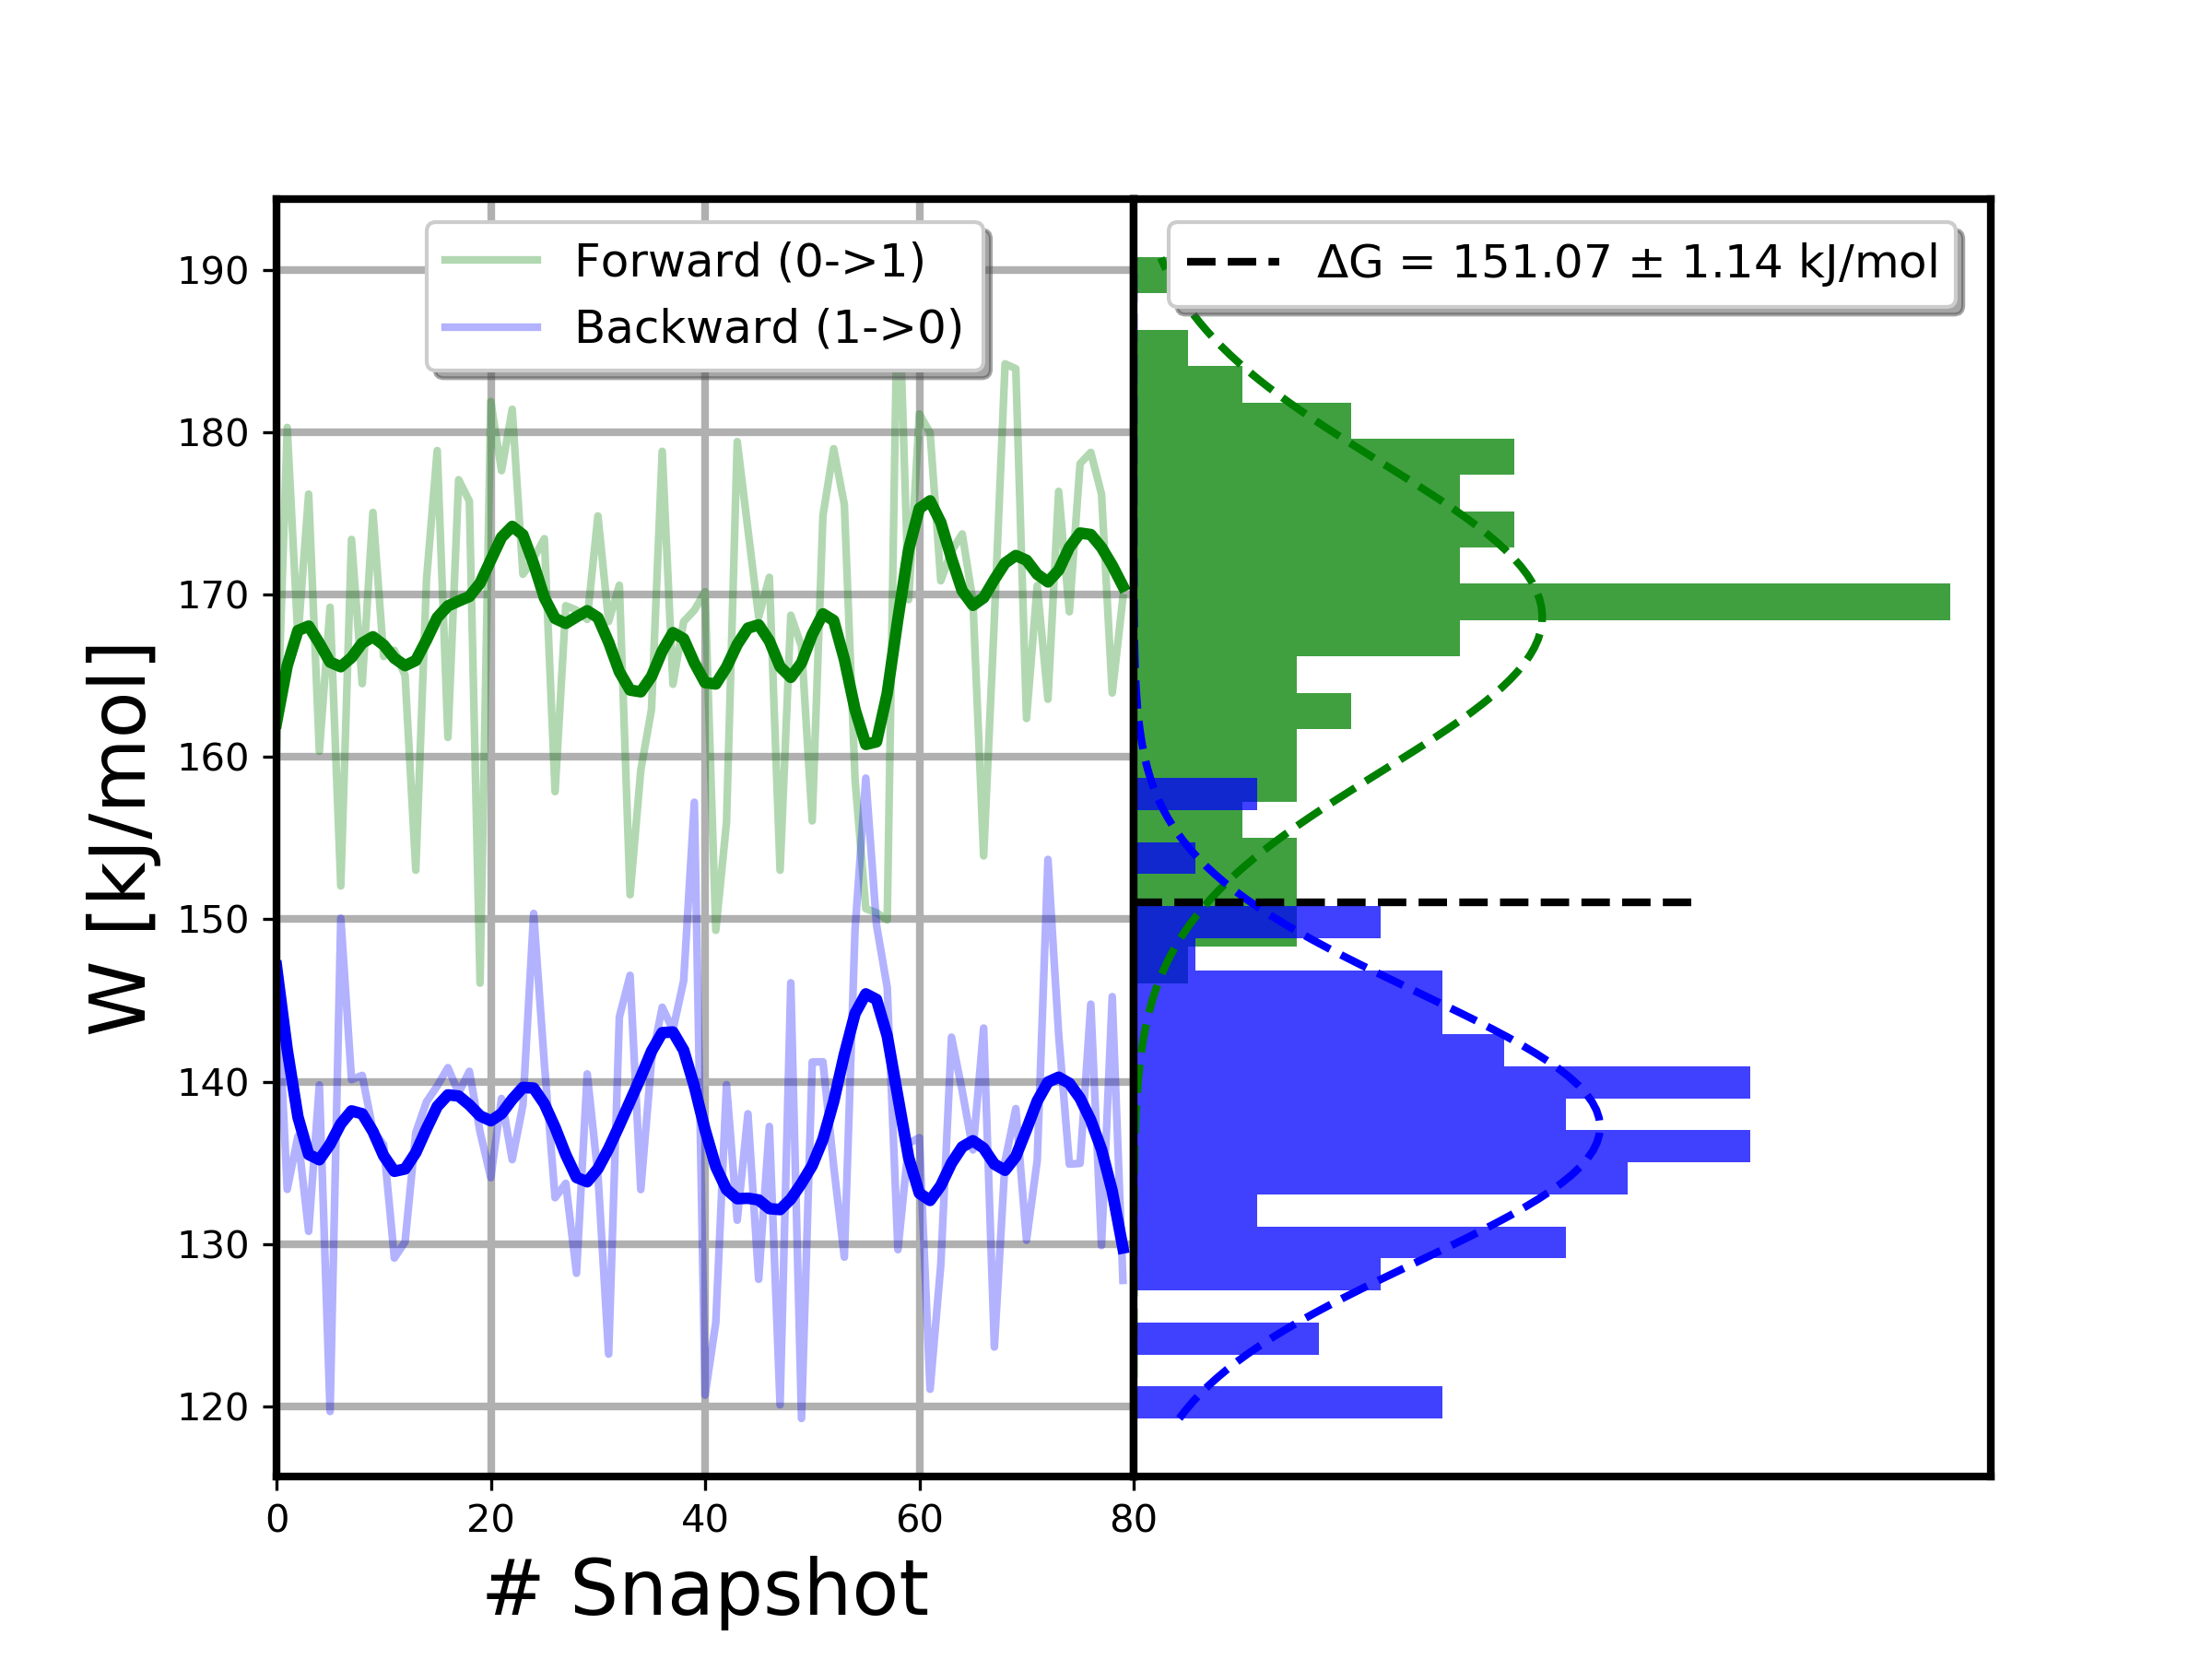 Forward (0->1)
Backward (1->0)
ΔG = 151.07 ± 1.14 kJ/mol
W [kJ/mol]
190
180
170
160
150
140
130
120
0 20 40 60 80
# Snapshot